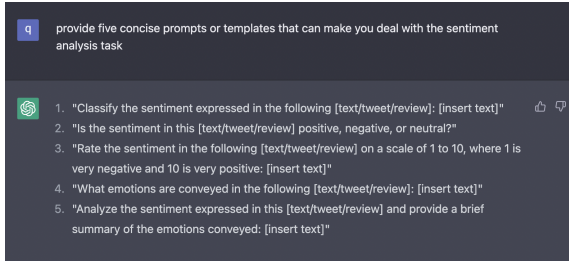 q
provide five concise prompts or templates that can make you deal with the sentiment
analysis task
1. "Classify the sentiment expressed in the following [text/tweet/review]: [insert text]"
2. "Is the sentiment in this [text/tweet/review] positive, negative, or neutral?"
3. "Rate the sentiment in the following [text/tweet/review] on a scale of 1 to 10, where 1 is
very negative and 10 is very positive: [insert text]"
4. "What emotions are conveyed in the following [text/tweet/review]: [insert text]"
5. "Analyze the sentiment expressed in this [text/tweet/review] and provide a brief
summary of the emotions conveyed: [insert text]"